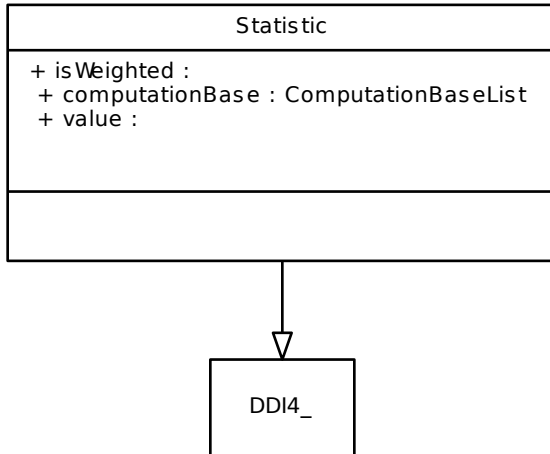 Statistic
+ isWeighted :
+ computationBase : ComputationBaseList
+ value :
DDI4_